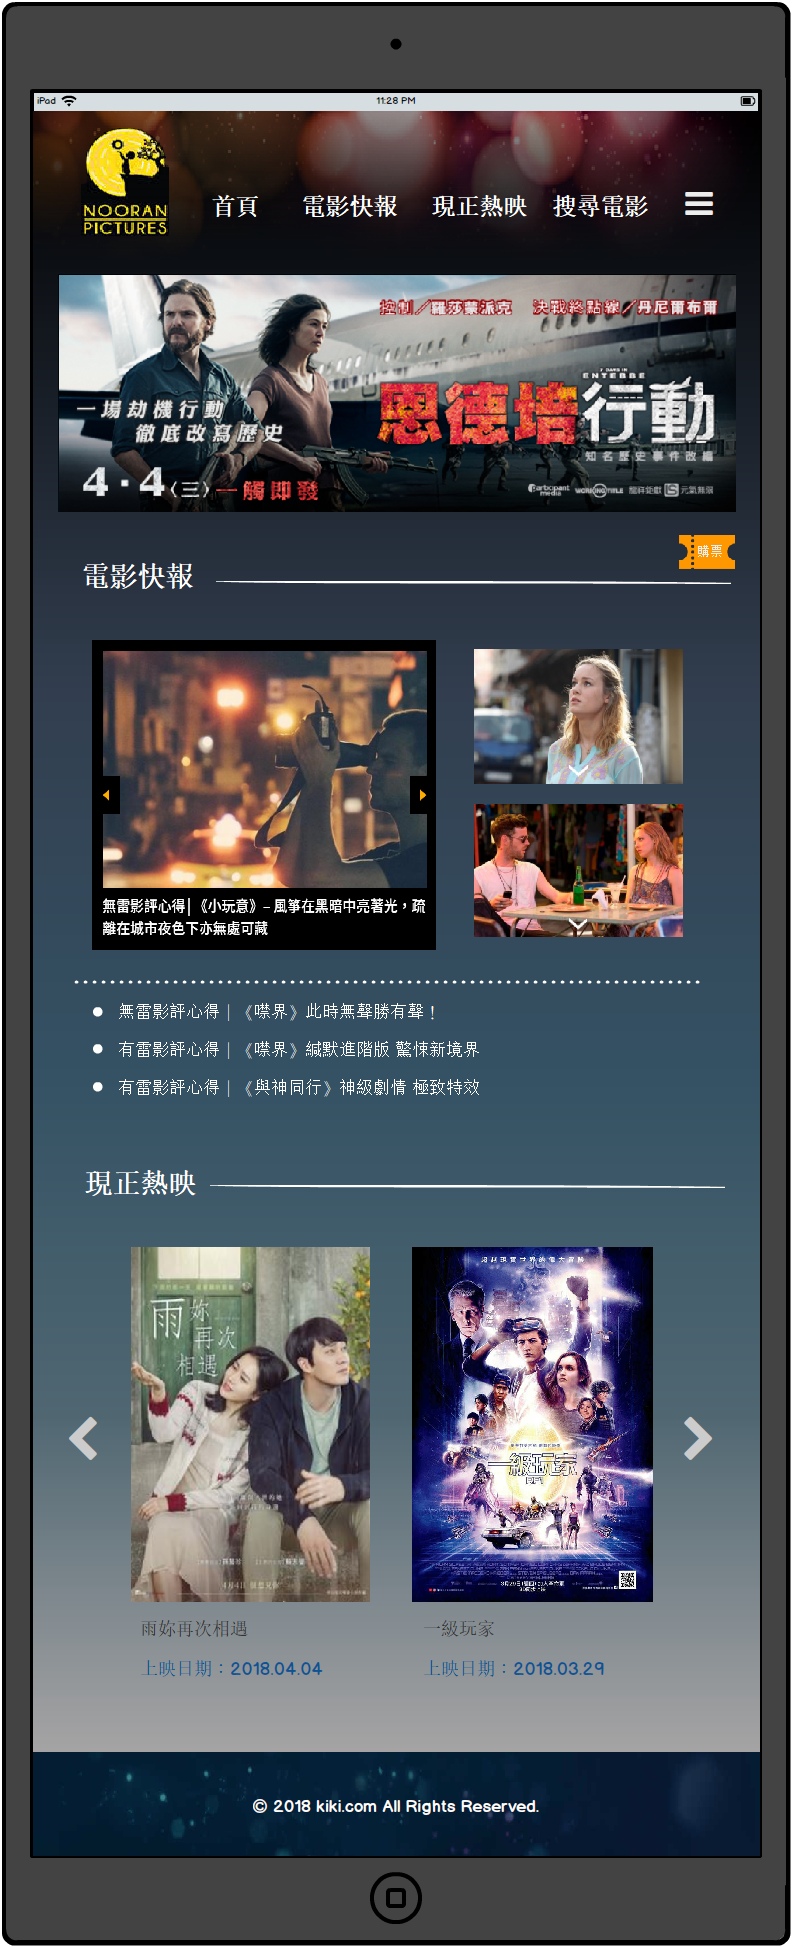 iPad
11:28 PM
NOORAN
PICTURES
首頁 電影快報 現正熱映 搜尋電影
控制／羅莎蒙派克 決戰終點線／丹尼爾布爾
7 DAYS IN
ENTEBBE
恩德培行動
一場劫機行動
徹底改寫歷史
知名歷史事件改編
4·4(三)一觸即發
participant
media
WORKING TITLE
購票
電影快報
無雷影評心得│《小玩意》– 風箏在黑暗中亮著光，疏
離在城市夜色下亦無處可藏
無雷影評心得｜《噤界》此時無聲勝有聲！
有雷影評心得｜《噤界》緘默進階版 驚悚新境界
有雷影評心得｜《與神同行》神級劇情 極致特效
現正熱映
雨妳
再次
相遇
一級玩家
雨妳再次相遇
一級玩家
上映日期：2018.04.04
上映日期：2018.03.29
© 2018 kiki.com All Rights Reserved.